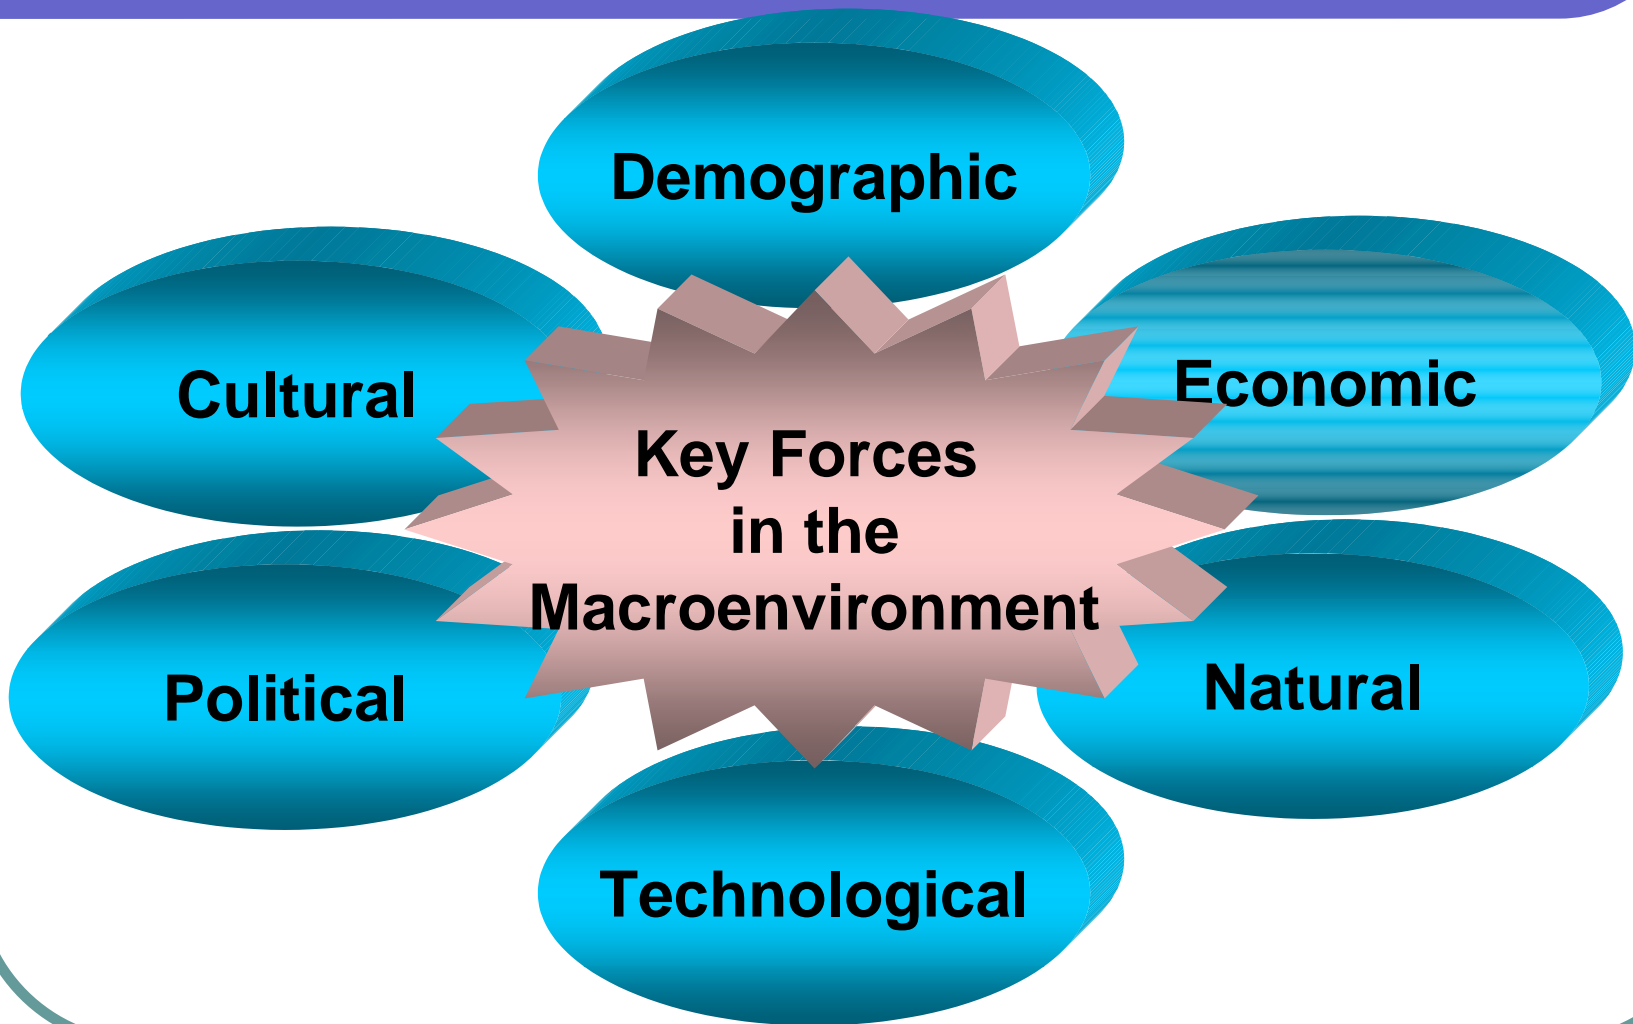 Demographic
Cultural
Economic
Key Forces
in the
Macroenvironment
Political
Natural
Technological